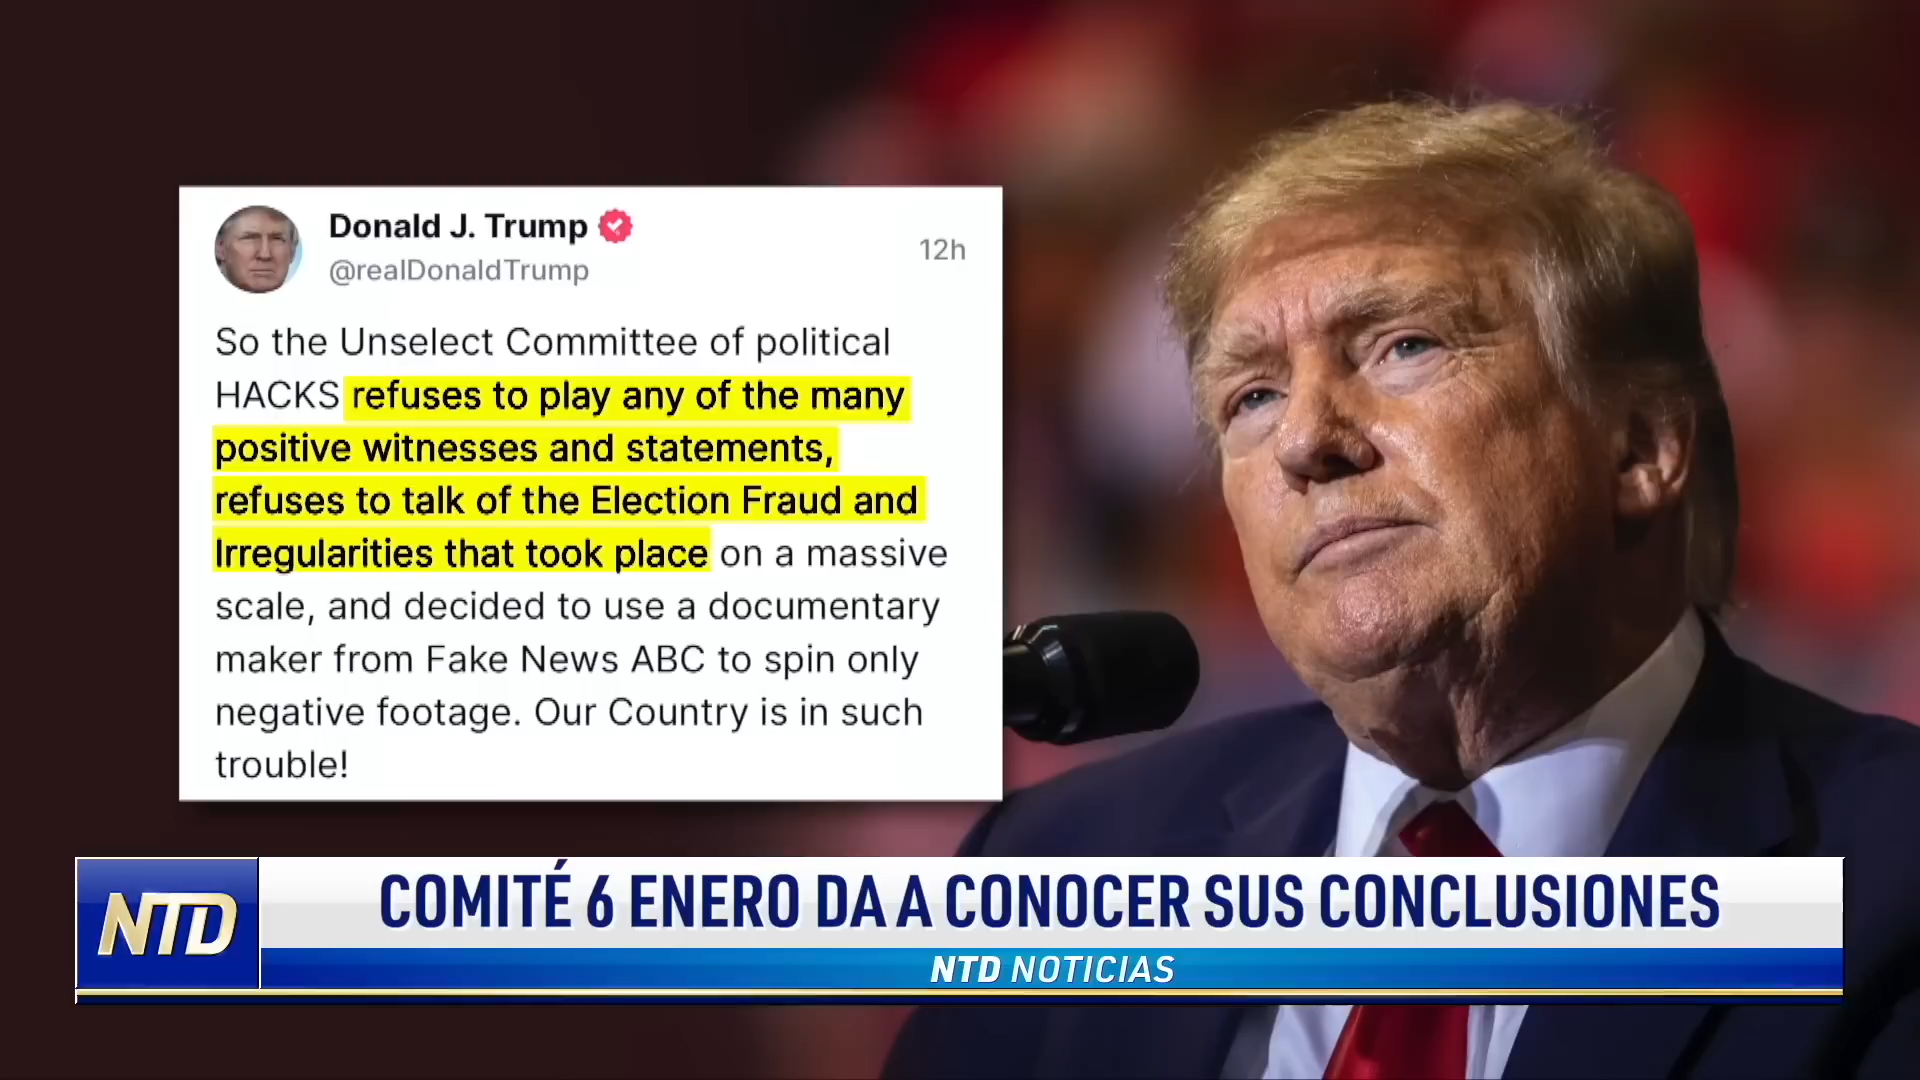 Donald J. Trump
@realDonaldTrump
12h
So the Unselect Committee of political
HACKS refuses to play any of the many
positive witnesses and statements,
refuses to talk of the Election Fraud and
Irregularities that took place on a massive
scale, and decided to use a documentary
maker from Fake News ABC to spin only
negative footage. Our Country is in such
trouble!
NTD
COMITÉ 6 ENERO DA A CONOCER SUS CONCLUSIONES
NTD NOTICIAS